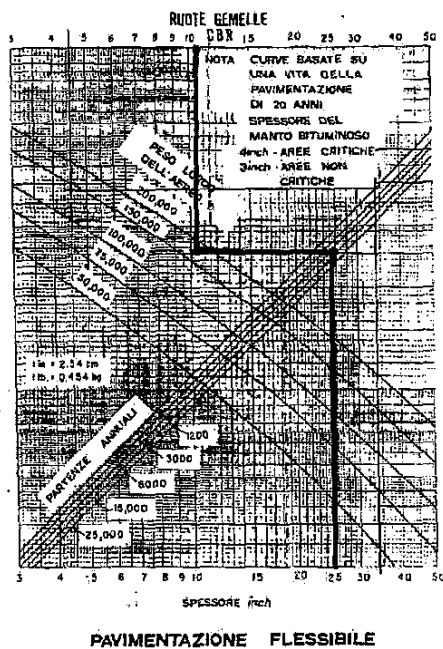 RUOTE GEMELLE
CBR
3 4 5 6 7 8 9 10 15 20 30 40 50
NOTA CURVE BASATE SU
UNA VITA DELLA
PAVIMENTAZIONE
DI 20 ANNI
SPESSORE DEL
MANTO BITUMINOSO
4inch - AREE CRITICHE
3inch - AREE NON
CRITICHE
PESO LORDO
DELL'AEREO
200,000
150,000
100,000
75,000
50,000
1 in = 2.54 cm
1 lb = 0.454 kg
PARTENZE ANNUALI
1200
3000
6000
15,000
25,000
3 4 5 6 7 8 9 10 15 20 25 30 40 50
SPESSORE inch
PAVIMENTAZIONE FLESSIBILE